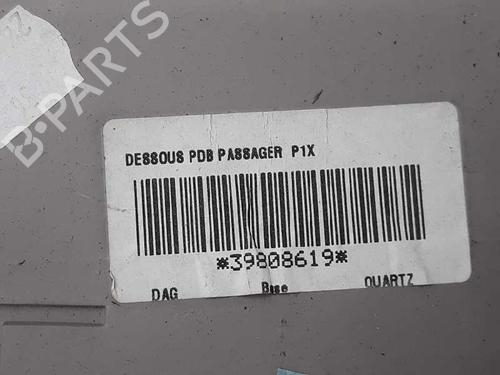 B-PARTS
DESSOUS PDB PASSAGER P1X
*39808619*
DAG Base QUARTZ